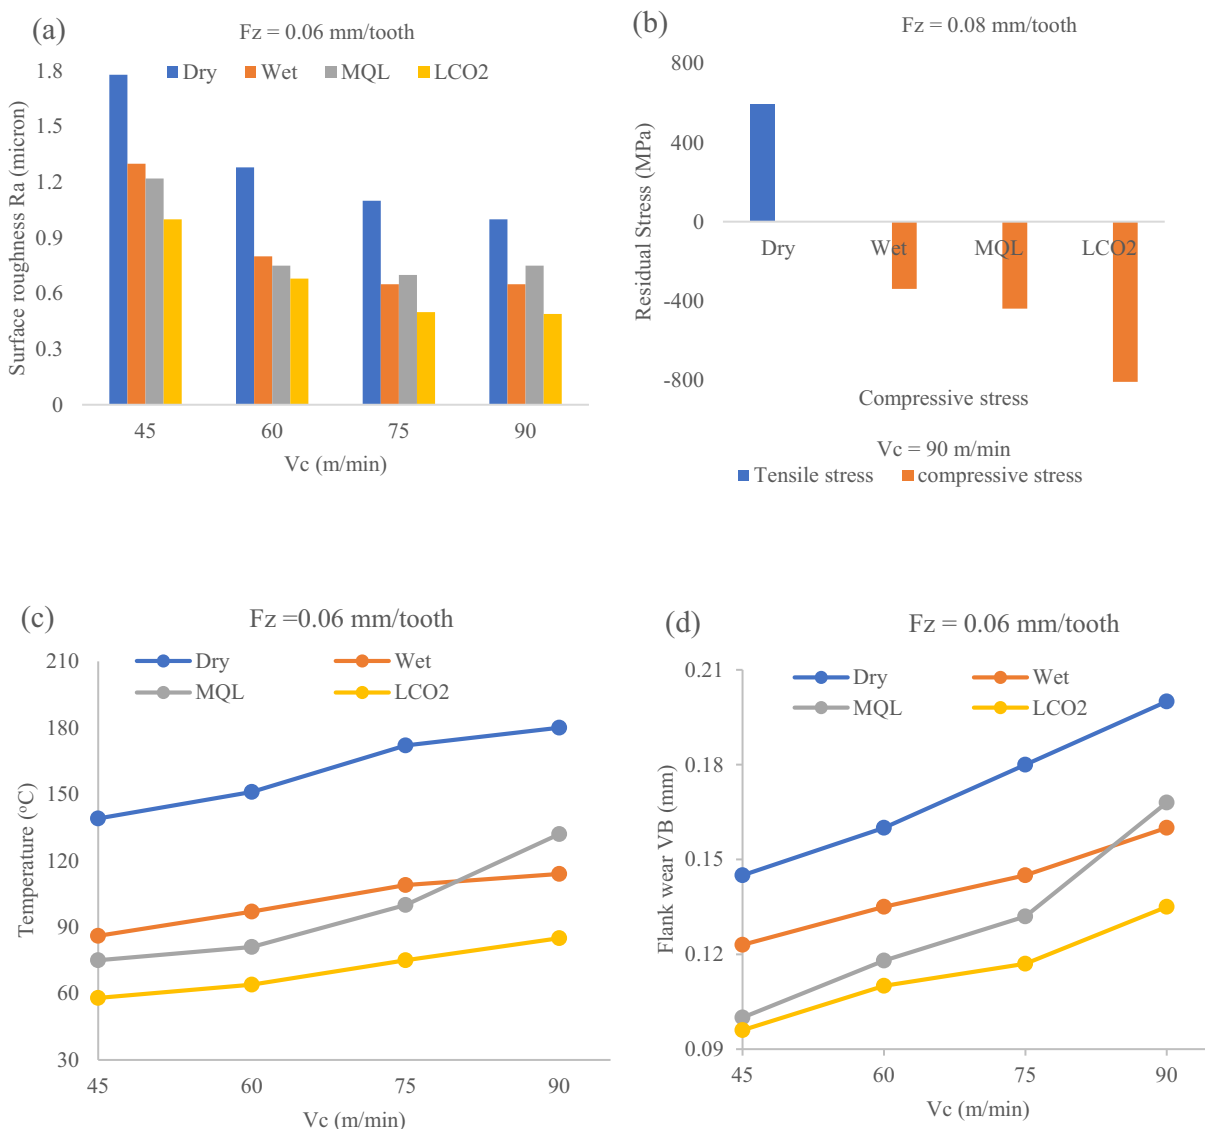 (a)
Fz = 0.06 mm/tooth
Dry Wet MQL LCO2
Surface roughness Ra (micron)
1.8
1.5
1.2
0.9
0.6
0.3
0
45 60 75 90
Vc (m/min)
(b)
Fz = 0.08 mm/tooth
Residual Stress (MPa)
800
400
0
-400
-800
Dry Wet MQL LCO2
Compressive stress
Vc = 90 m/min
Tensile stress compressive stress
(c)
Fz =0.06 mm/tooth
Dry Wet
MQL LCO2
Temperature (°C)
210
180
150
120
90
60
30
45 60 75 90
Vc (m/min)
(d)
Fz = 0.06 mm/tooth
Dry Wet
MQL LCO2
Flank wear VB (mm)
0.21
0.18
0.15
0.12
0.09
45 60 75 90
Vc (m/min)